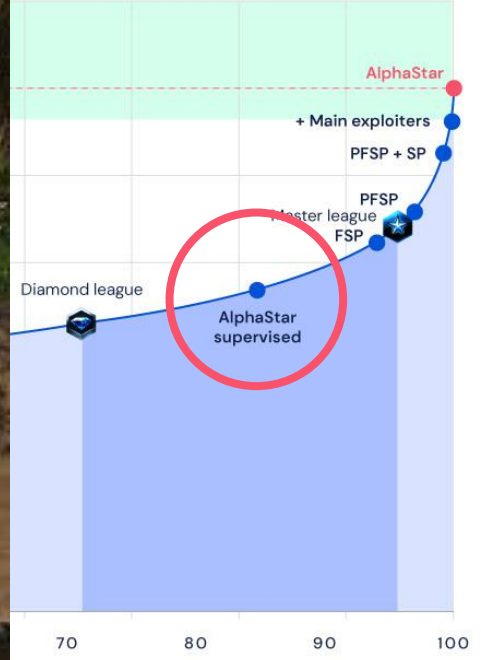 AlphaStar
+ Main exploiters
PFSP + SP
PFSP
Master league
FSP
Diamond league
AlphaStar
supervised
70 80 90 100